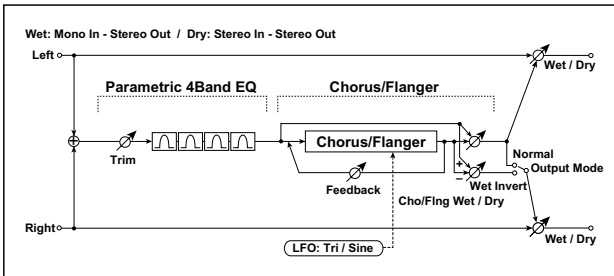 Wet: Mono In - Stereo Out / Dry: Stereo In - Stereo Out
Left
Wet / Dry
Parametric 4Band EQ
Chorus/Flanger
Chorus/Flanger
Trim
Normal
Output Mode
+
−
Wet Invert
Feedback
Cho/Flng Wet / Dry
Right
Wet / Dry
LFO: Tri / Sine